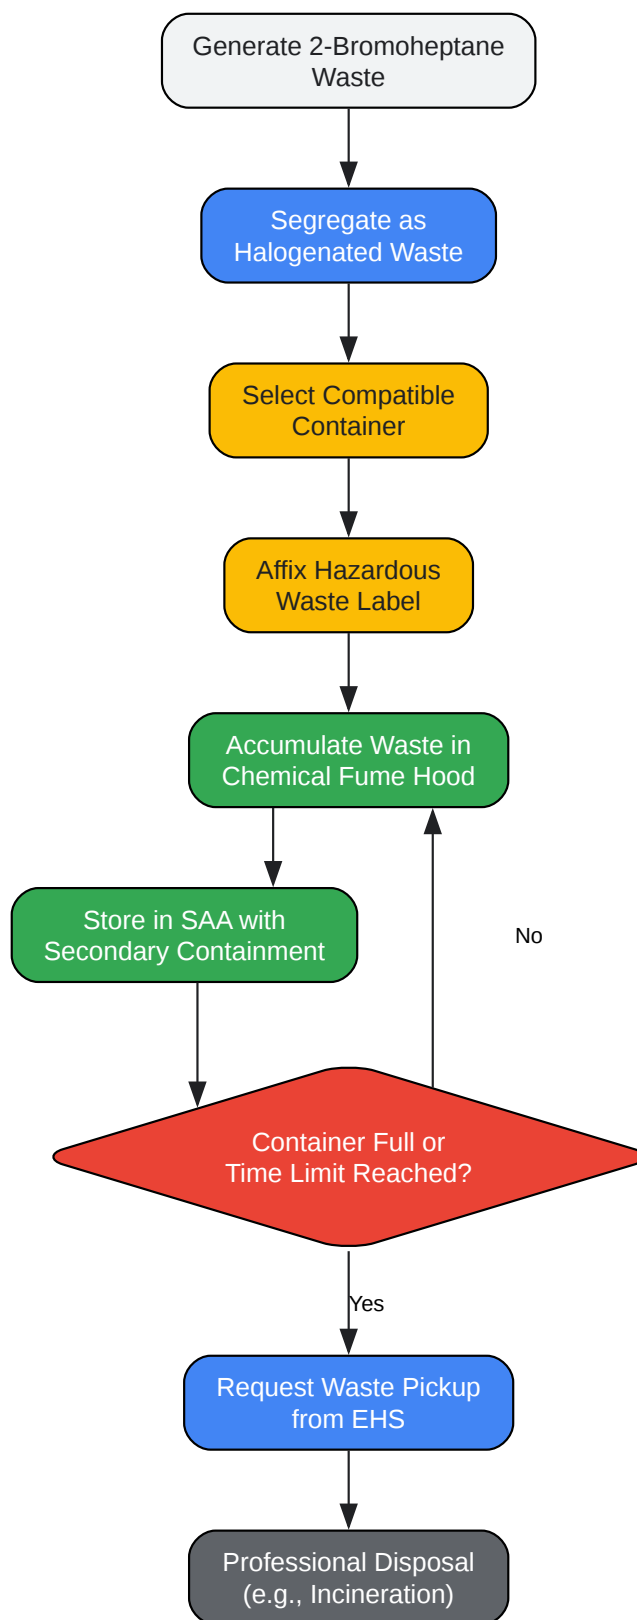 Generate 2-Bromoheptane
Waste
Segregate as
Halogenated Waste
Select Compatible
Container
Affix Hazardous
Waste Label
Accumulate Waste in
Chemical Fume Hood
Store in SAA with
Secondary Containment
No
Container Full or
Time Limit Reached?
Yes
Request Waste Pickup
from EHS
Professional Disposal
(e.g., Incineration)